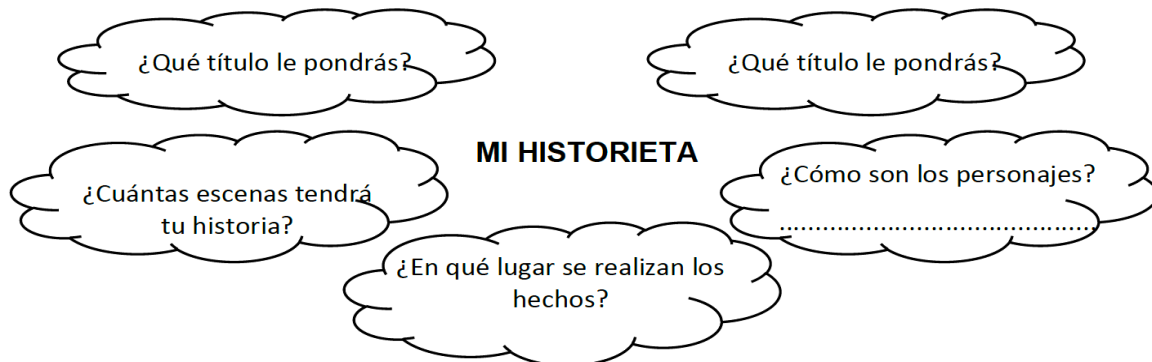 ¿Qué título le pondrás?
¿Qué título le pondrás?
MI HISTORIETA
¿Cuántas escenas tendrá
tu historia?
¿Cómo son los personajes?
............................................
¿En qué lugar se realizan los
hechos?